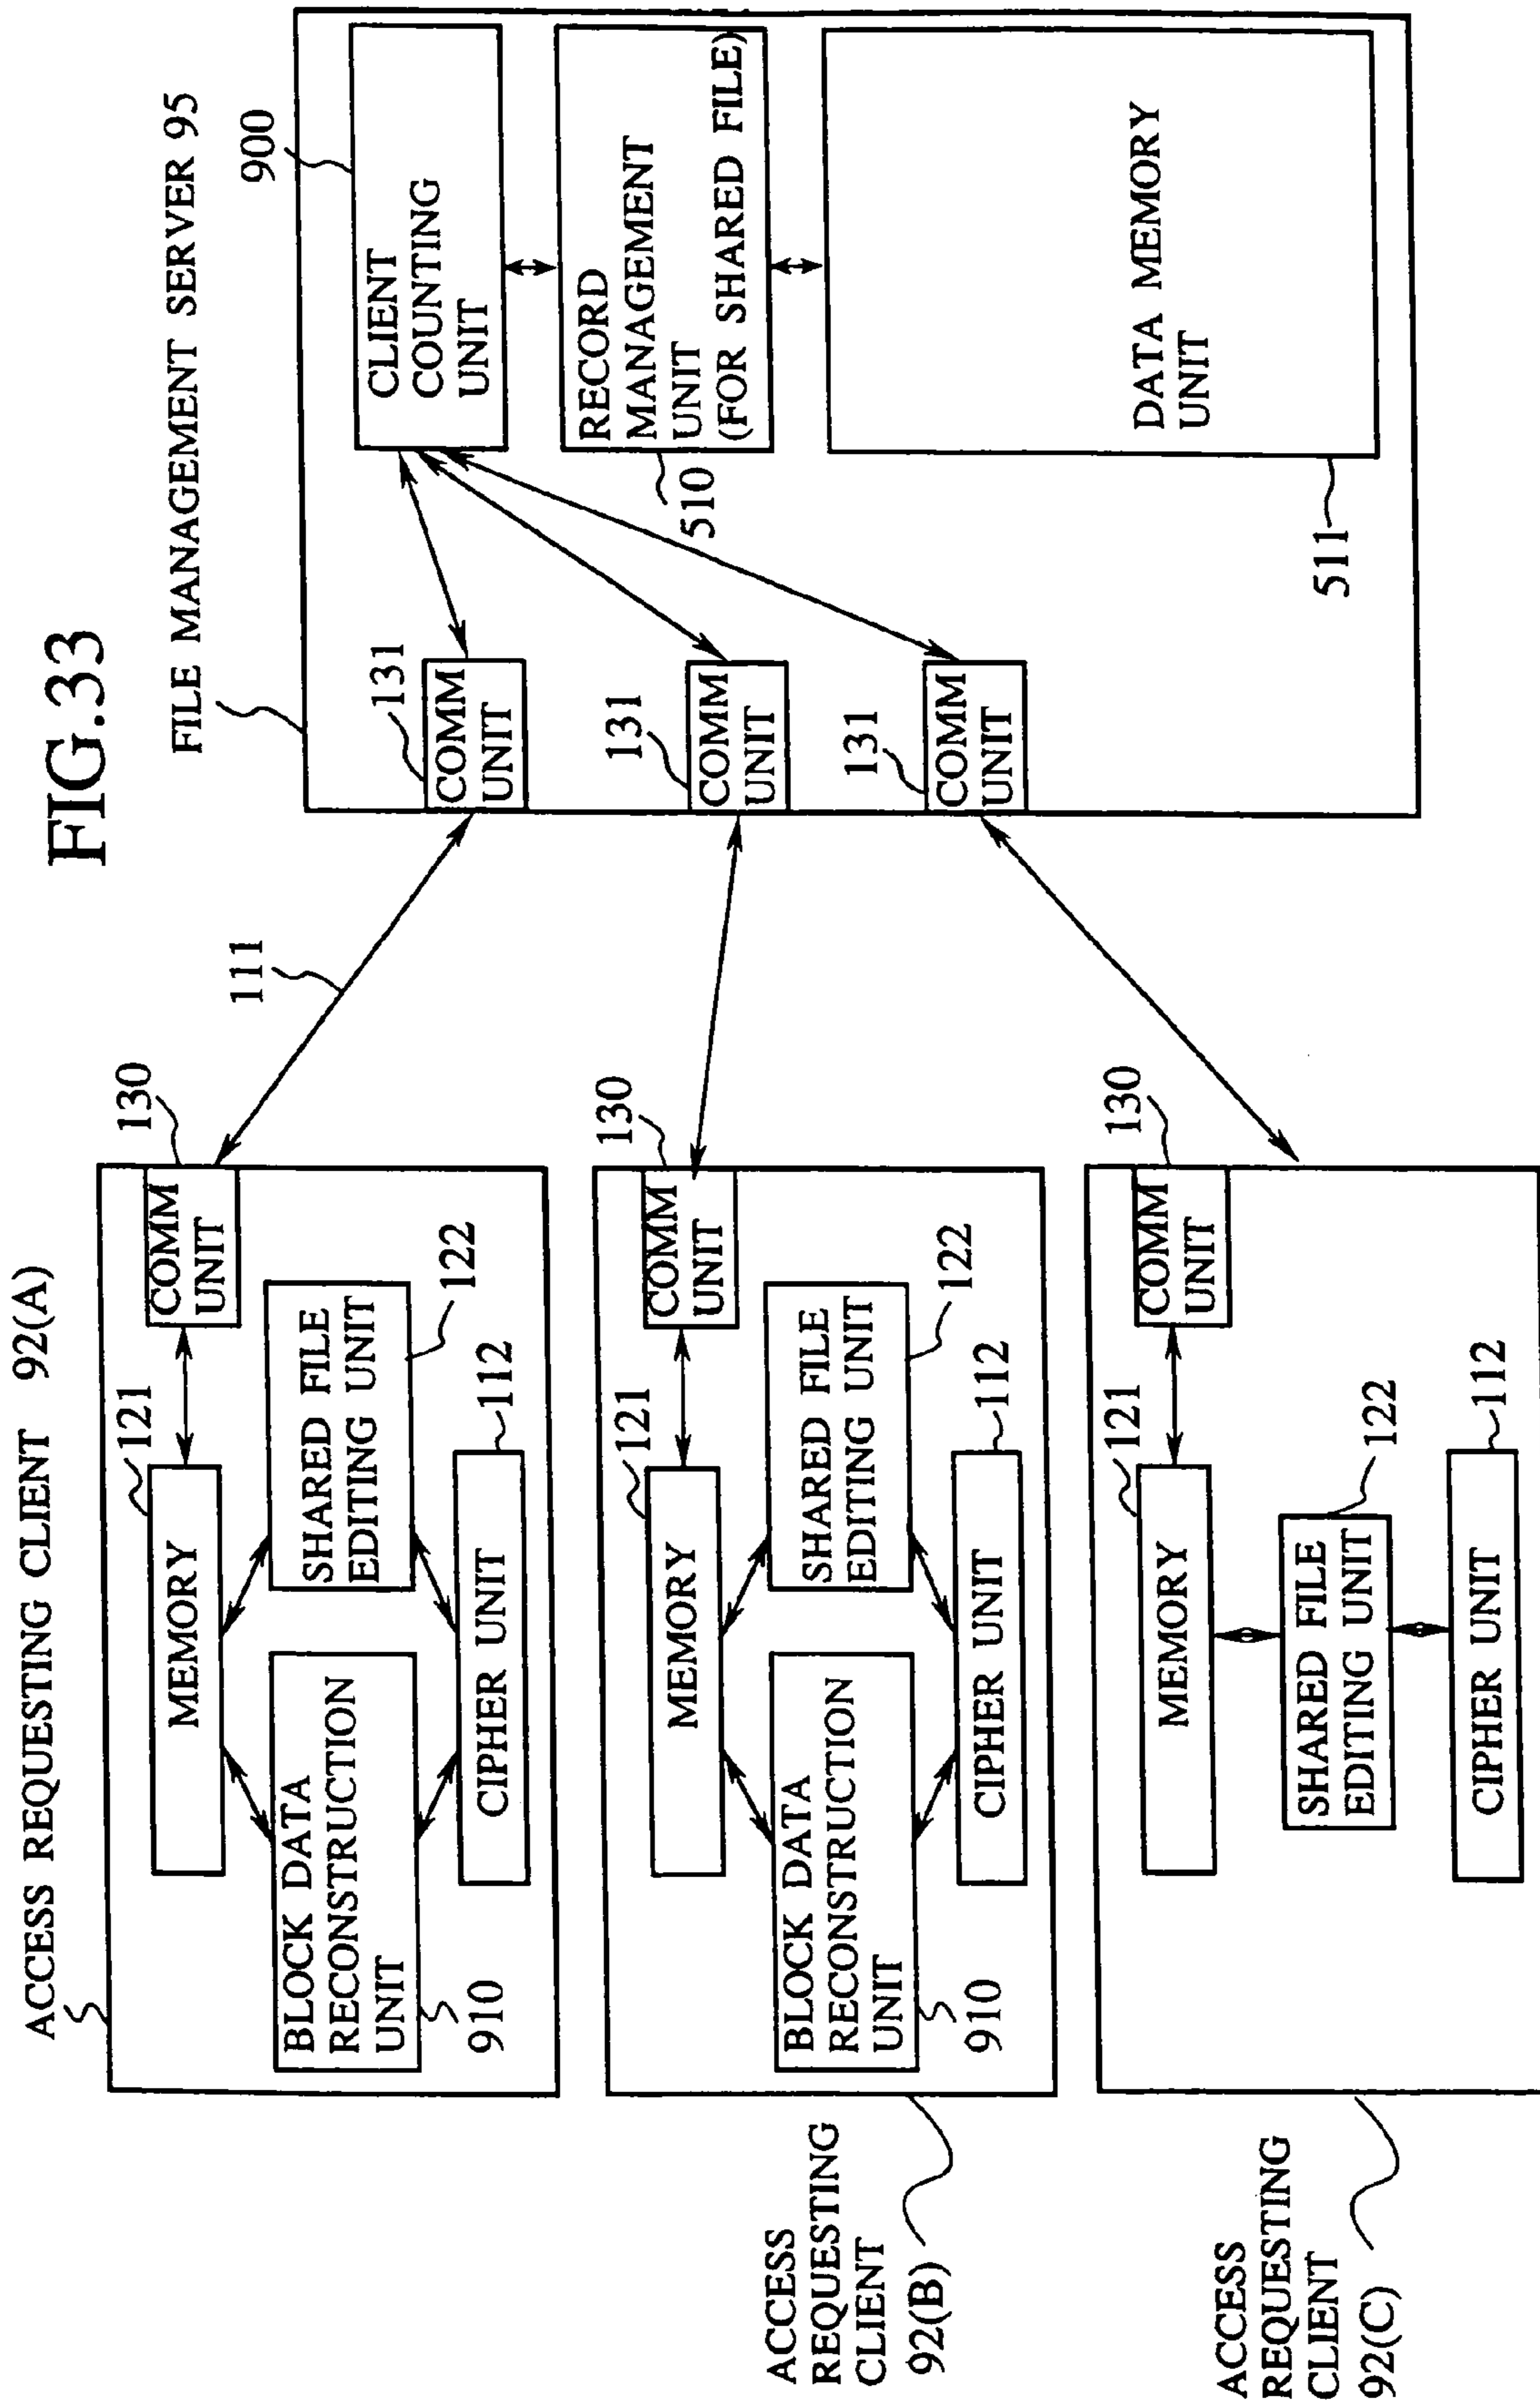 FIG.33
ACCESS REQUESTING CLIENT 92(A)
121
MEMORY
130
COMM
UNIT
BLOCK DATA
RECONSTRUCTION
UNIT
910
SHARED FILE
EDITING UNIT
122
CIPHER UNIT
112
111
ACCESS
REQUESTING
CLIENT
92(B)
121
MEMORY
130
COMM
UNIT
BLOCK DATA
RECONSTRUCTION
UNIT
910
SHARED FILE
EDITING UNIT
122
CIPHER UNIT
112
ACCESS
REQUESTING
CLIENT
92(C)
121
MEMORY
130
COMM
UNIT
SHARED FILE
EDITING UNIT
122
CIPHER UNIT
112
FILE MANAGEMENT SERVER 95
131
COMM
UNIT
131
COMM
UNIT
131
COMM
UNIT
900
CLIENT
COUNTING
UNIT
RECORD
MANAGEMENT
UNIT
(FOR SHARED FILE)
510
DATA MEMORY
UNIT
511